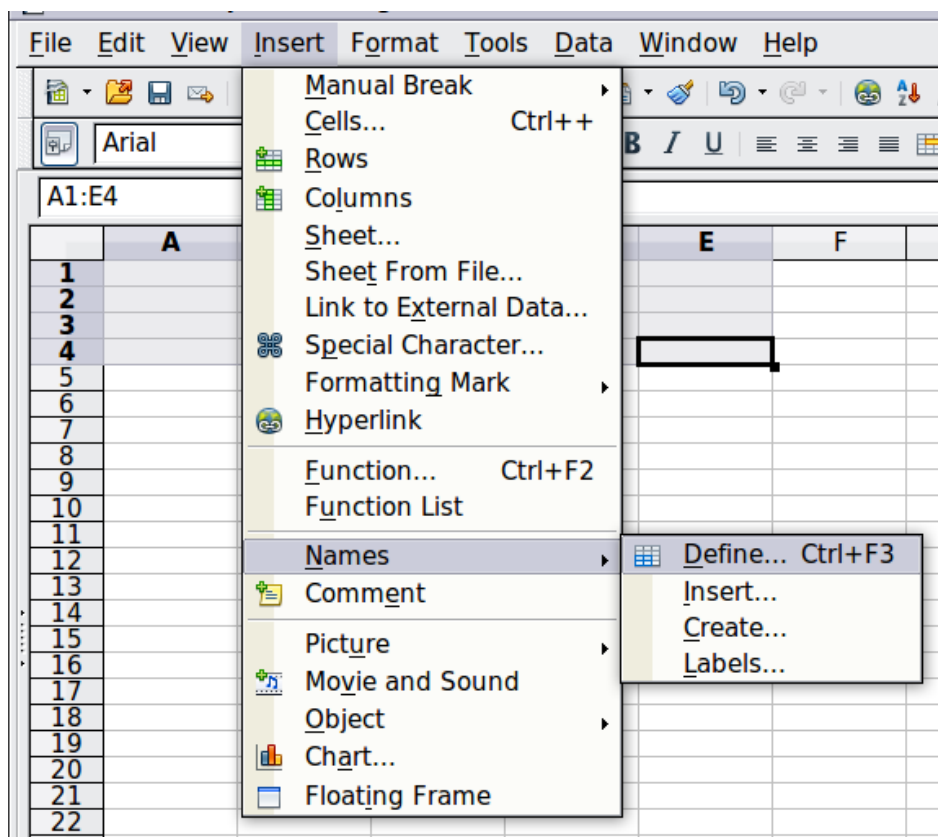 File Edit View Insert Format Tools Data Window Help
Arial
B I U
A1:E4
A E F
1
2
3
4
5
6
7
8
9
10
11
12
13
14
15
16
17
18
19
20
21
22
Manual Break
Cells... Ctrl++
Rows
Columns
Sheet...
Sheet From File...
Link to External Data...
Special Character...
Formatting Mark
Hyperlink
Function... Ctrl+F2
Function List
Names
Comment
Picture
Movie and Sound
Object
Chart...
Floating Frame
Define... Ctrl+F3
Insert...
Create...
Labels...